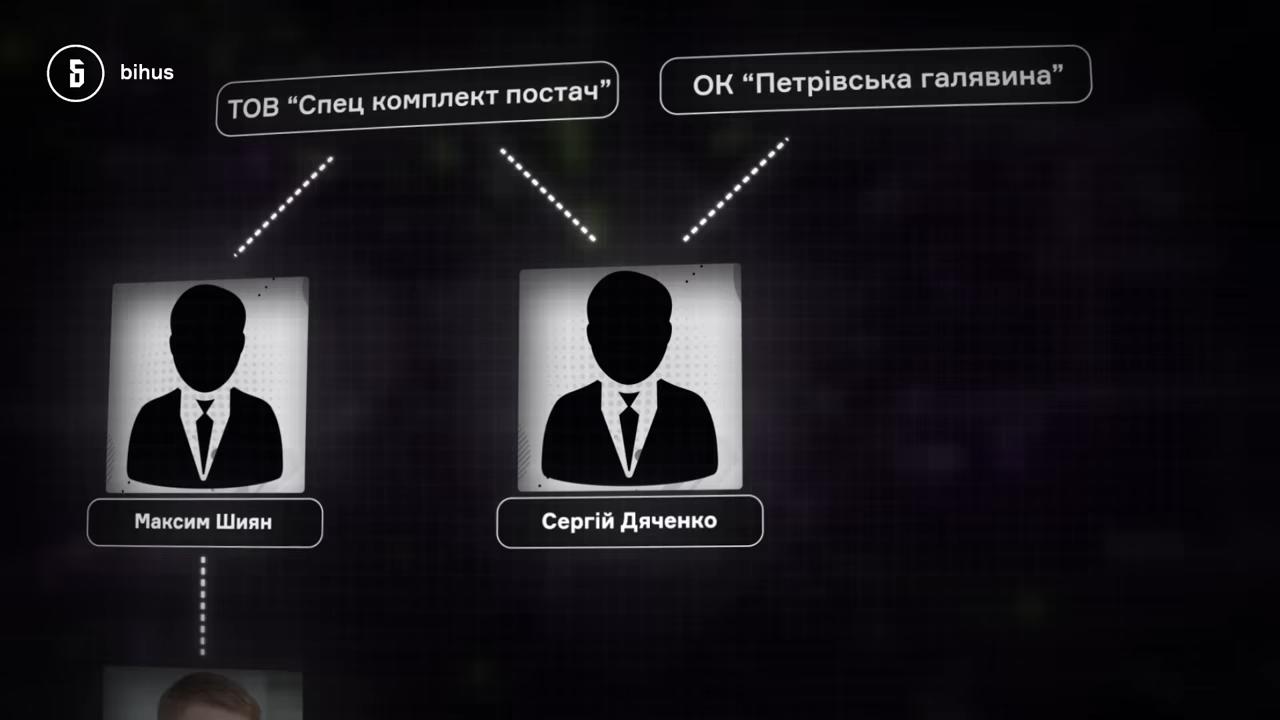 bihus
ТОВ “Спец комплект постач”
ОК “Петрівська галявина”
Максим Шиян
Сергій Дяченко